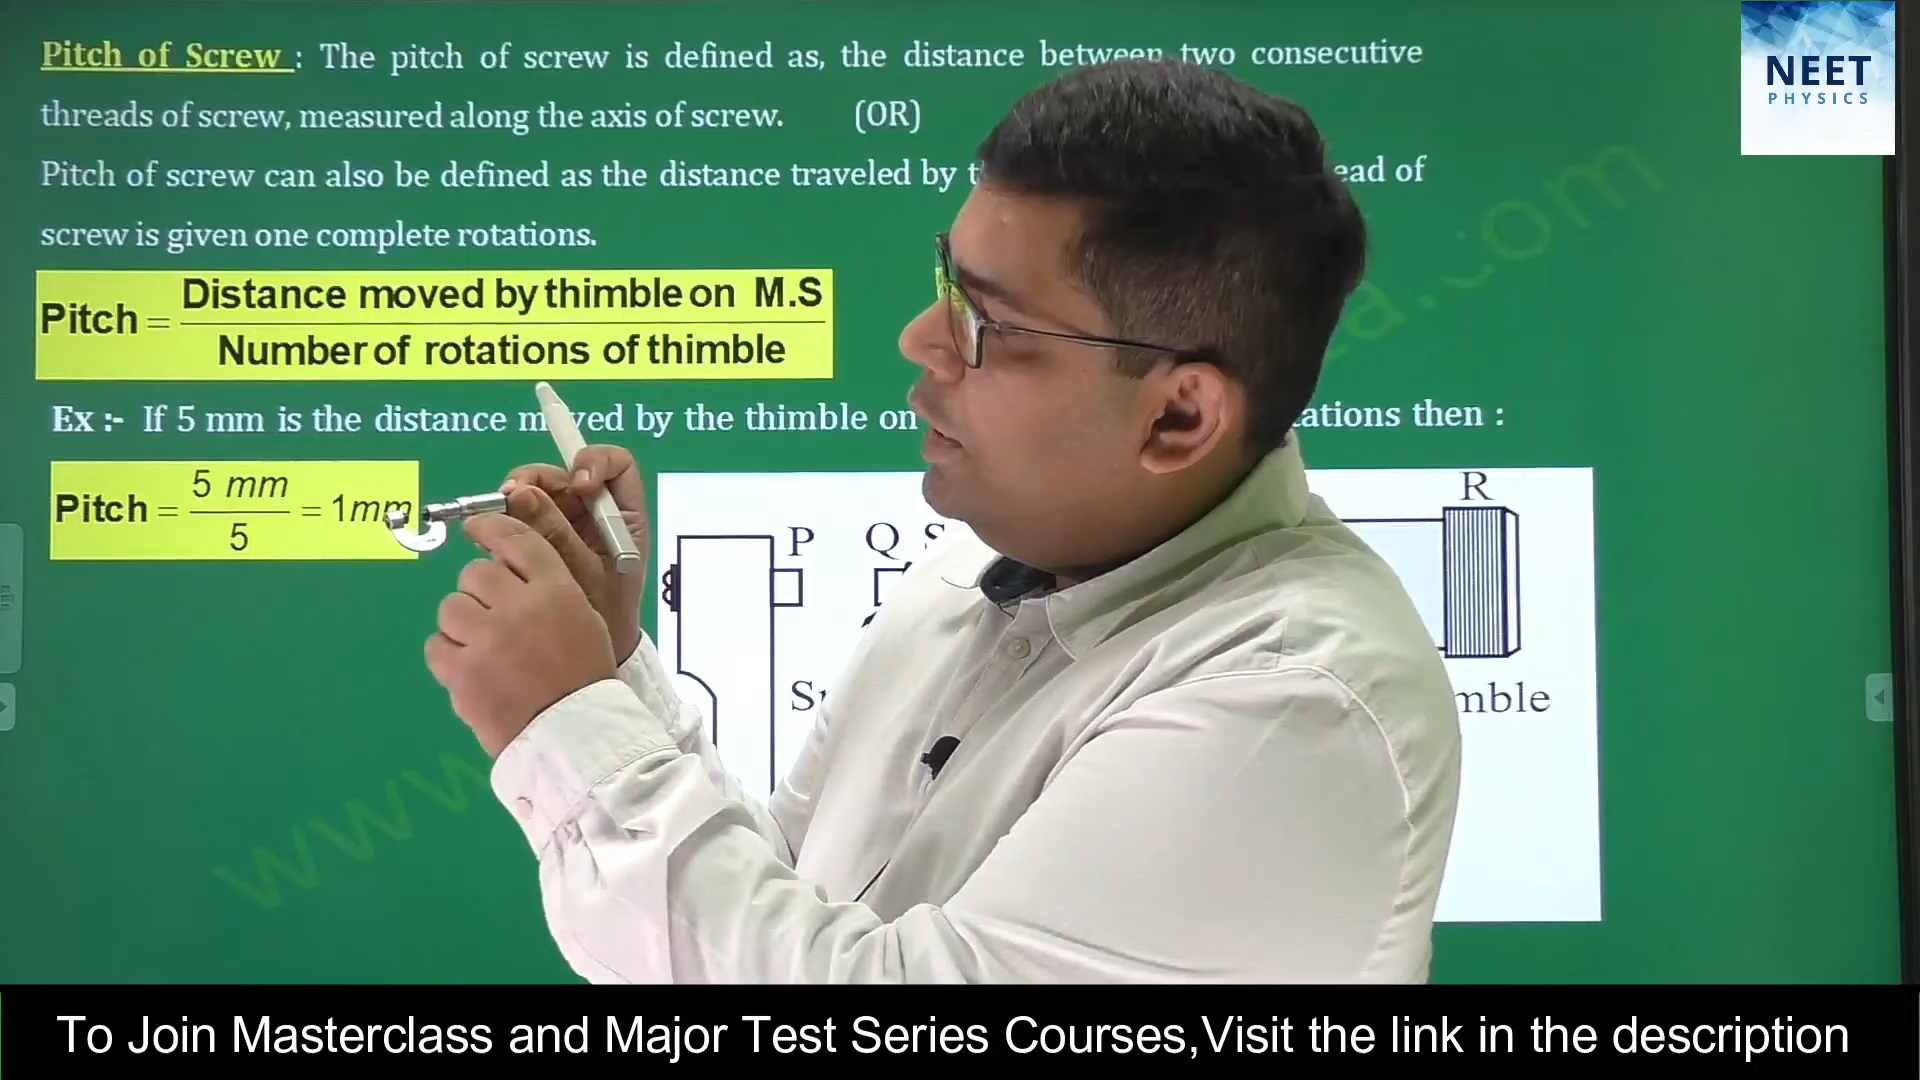 Pitch of Screw : The pitch of screw is defined as, the distance between two consecutive
threads of screw, measured along the axis of screw. (OR)
Pitch of screw can also be defined as the distance traveled by of
screw is given one complete rotations.
Pitch = Distance moved by thimble on M.S
Number of rotations of thimble
Ex :- If 5 mm is the distance moved by the thimble on then :
Pitch = 5 mm
5
= 1mm
P Q S R
NEET
PHYSICS
www.
To Join Masterclass and Major Test Series Courses,Visit the link in the description